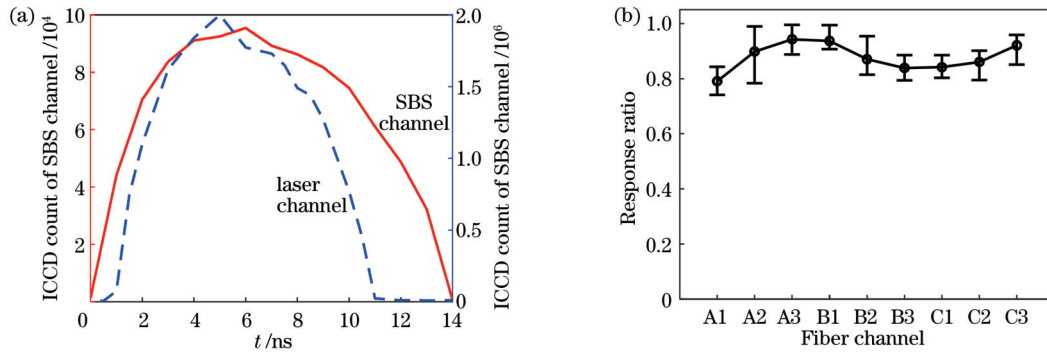 (a)
ICCD count of SBS channel /10⁴
10
8
6
4
2
0
2
4
6
8
10
12
14
t /ns
SBS
channel
laser
channel
2.0
1.5
1.0
0.5
0
ICCD count of SBS channel /10⁶
(b)
Response ratio
1.0
0.8
0.6
0.4
0.2
0
A1 A2 A3 B1 B2 B3 C1 C2 C3
Fiber channel